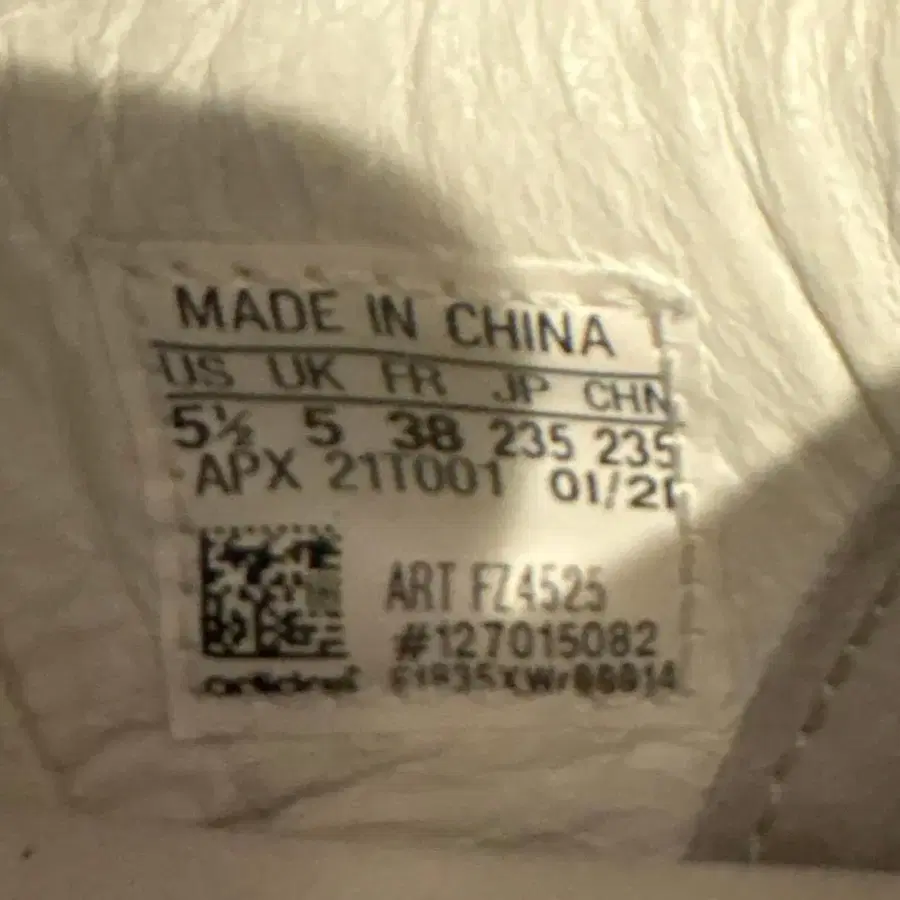 MADE IN CHINA
US UK FR JP CHN
5½ 5 38 235 235
APX 21T001 01/21
ART FZ4525
#127015082